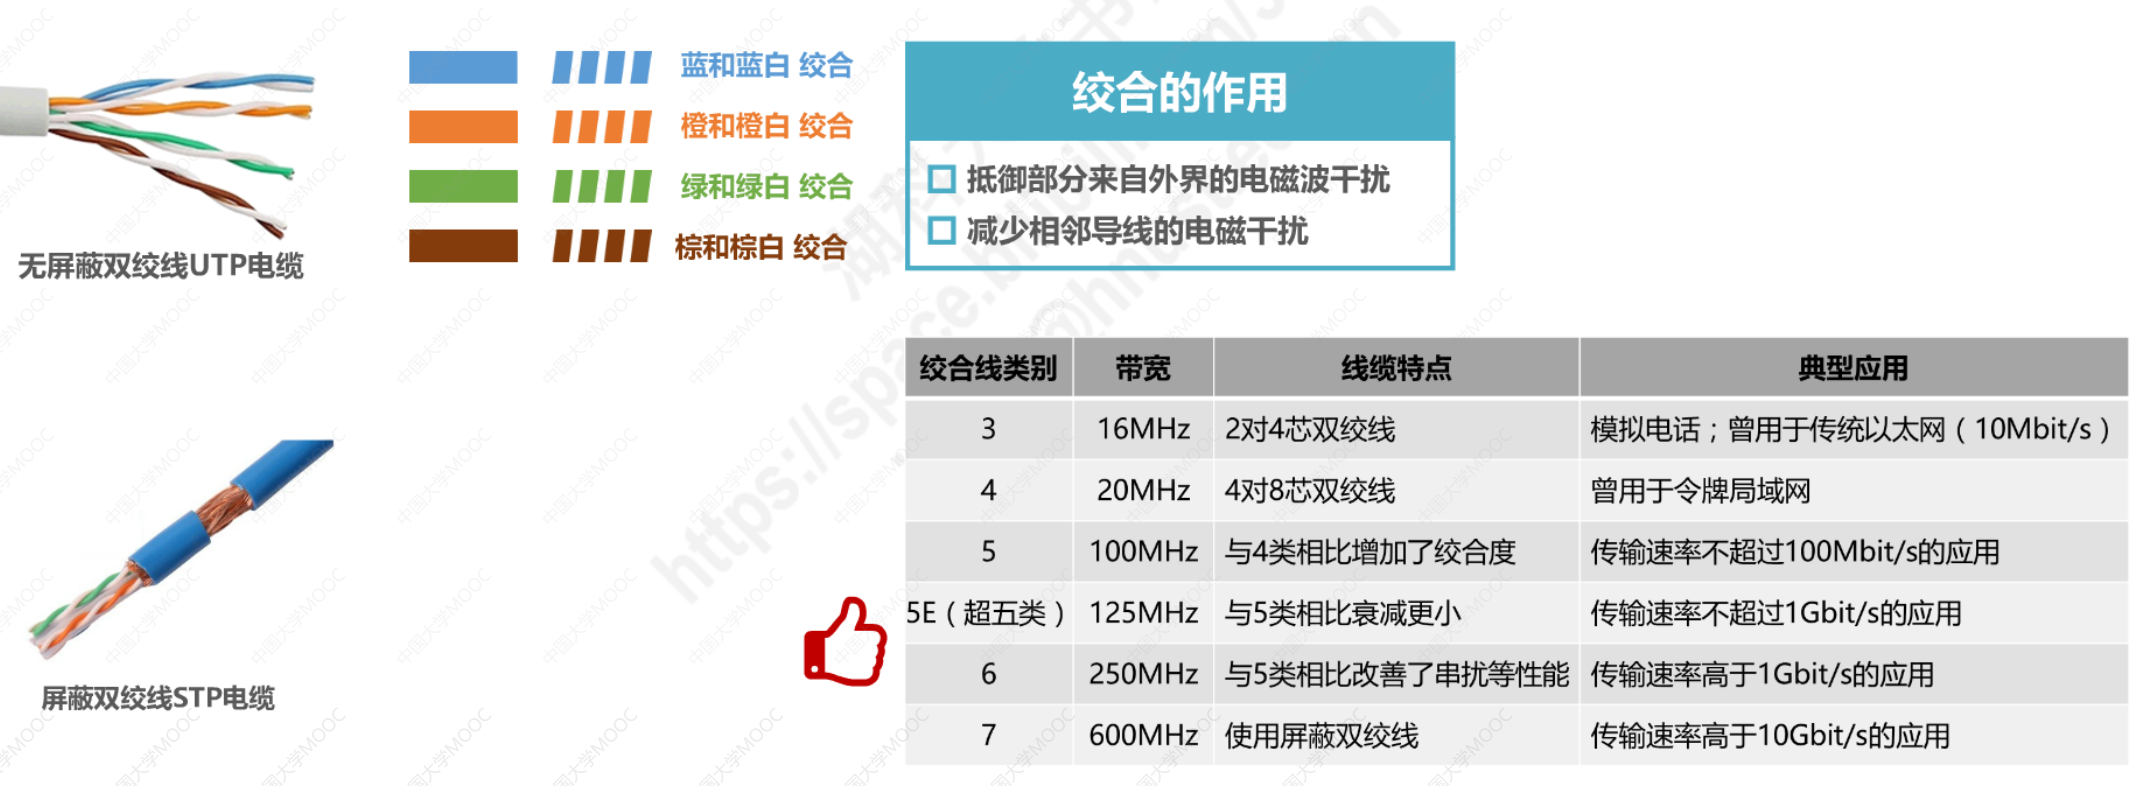 蓝和蓝白 绞合
橙和橙白 绞合
绿和绿白 绞合
棕和棕白 绞合
无屏蔽双绞线UTP电缆
绞合的作用
抵御部分来自外界的电磁波干扰
减少相邻导线的电磁干扰
屏蔽双绞线STP电缆
绞合线类别 带宽 线缆特点 典型应用
3 16MHz 2对4芯双绞线 模拟电话；曾用于传统以太网（10Mbit/s）
4 20MHz 4对8芯双绞线 曾用于令牌局域网
5 100MHz 与4类相比增加了绞合度 传输速率不超过100Mbit/s的应用
5E（超五类） 125MHz 与5类相比衰减更小 传输速率不超过1Gbit/s的应用
6 250MHz 与5类相比改善了串扰等性能 传输速率高于1Gbit/s的应用
7 600MHz 使用屏蔽双绞线 传输速率高于10Gbit/s的应用
中国大学MOOC